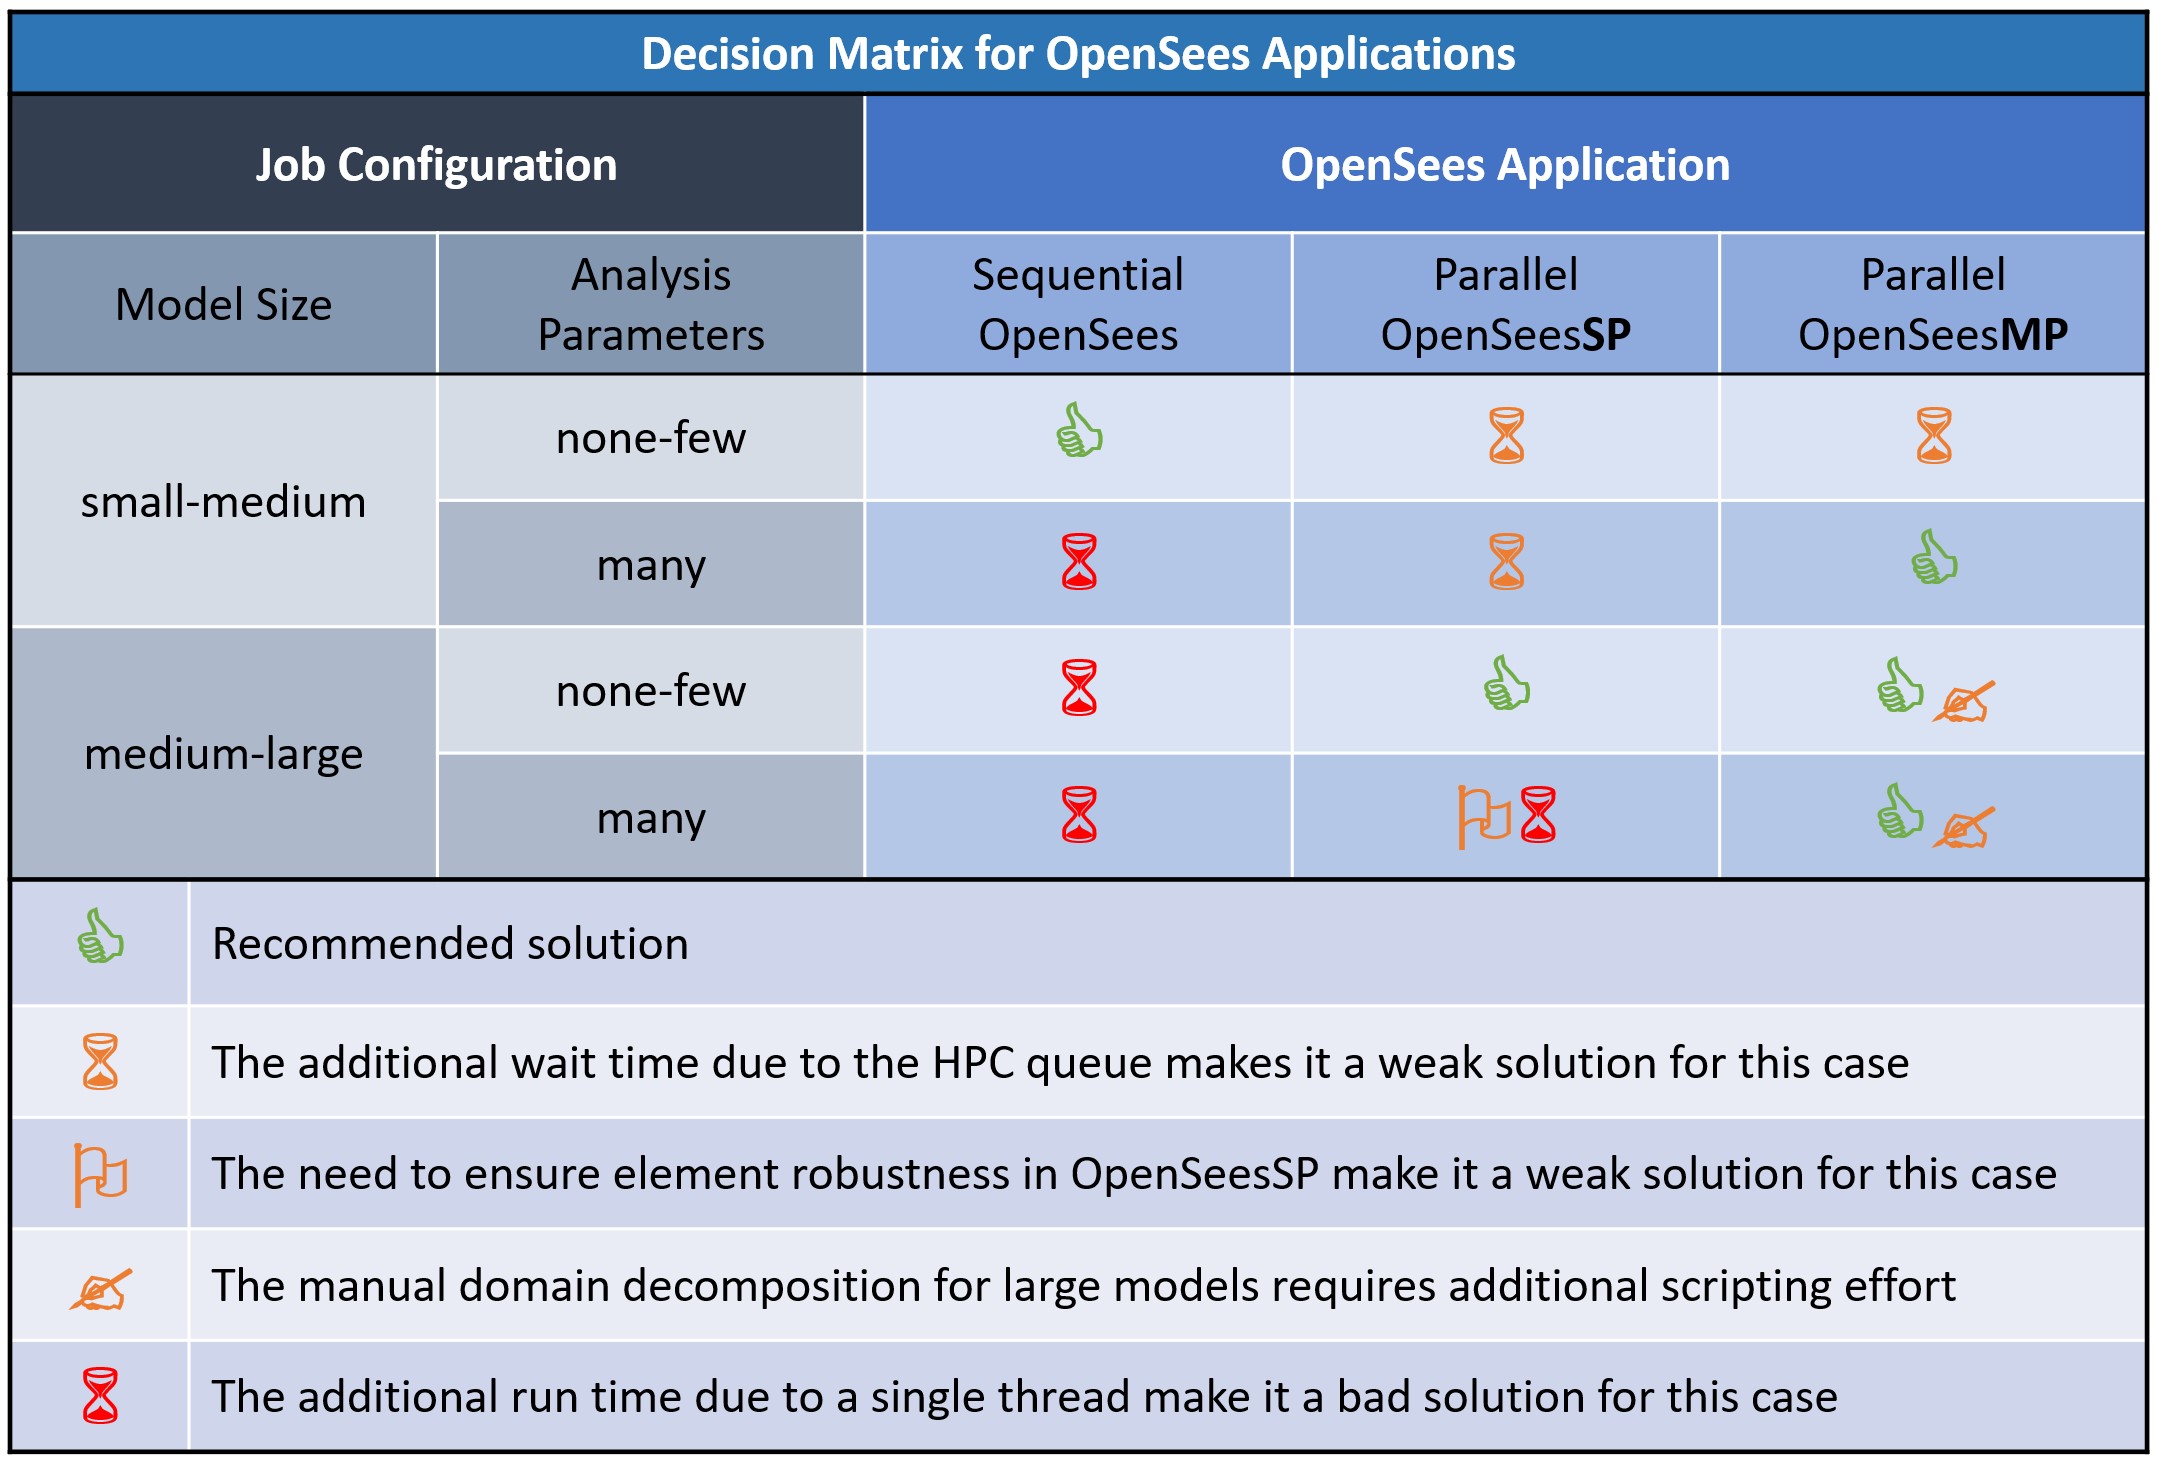 Decision Matrix for OpenSees Applications
Job Configuration
OpenSees Application
Model Size
Analysis
Parameters
Sequential
OpenSees
Parallel
OpenSeesSP
Parallel
OpenSeesMP
small-medium
none-few
many
medium-large
none-few
many
Recommended solution
The additional wait time due to the HPC queue makes it a weak solution for this case
The need to ensure element robustness in OpenSeesSP make it a weak solution for this case
The manual domain decomposition for large models requires additional scripting effort
The additional run time due to a single thread make it a bad solution for this case